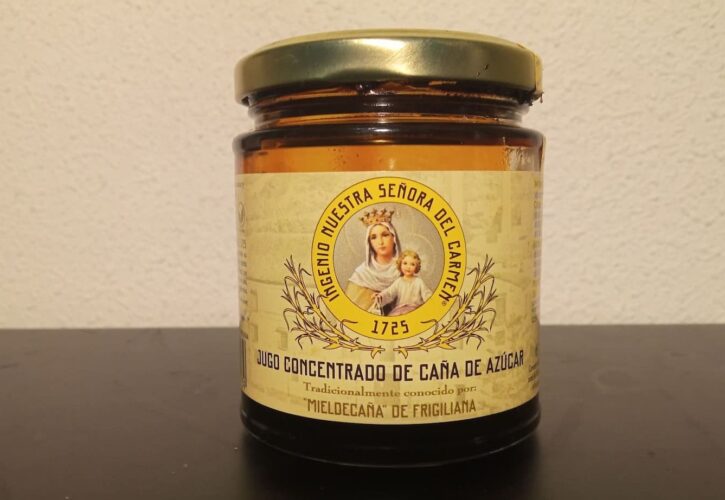 INGENIO NUESTRA SEÑORA DEL CARMEN®
1725
JUGO CONCENTRADO DE CAÑA DE AZÚCAR
Tradicionalmente conocido por:
"MIELDECAÑA" DE FRIGILIANA